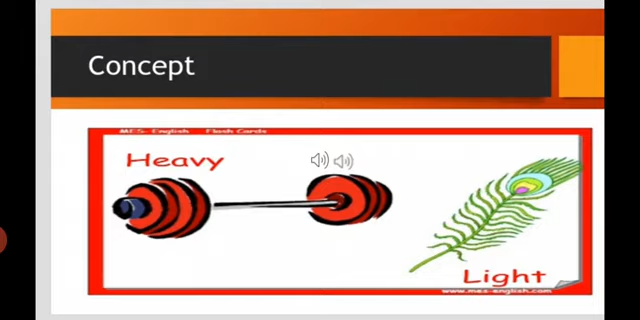 Concept
MES- English Flash Cards
Heavy
Light
www.mes-english.com